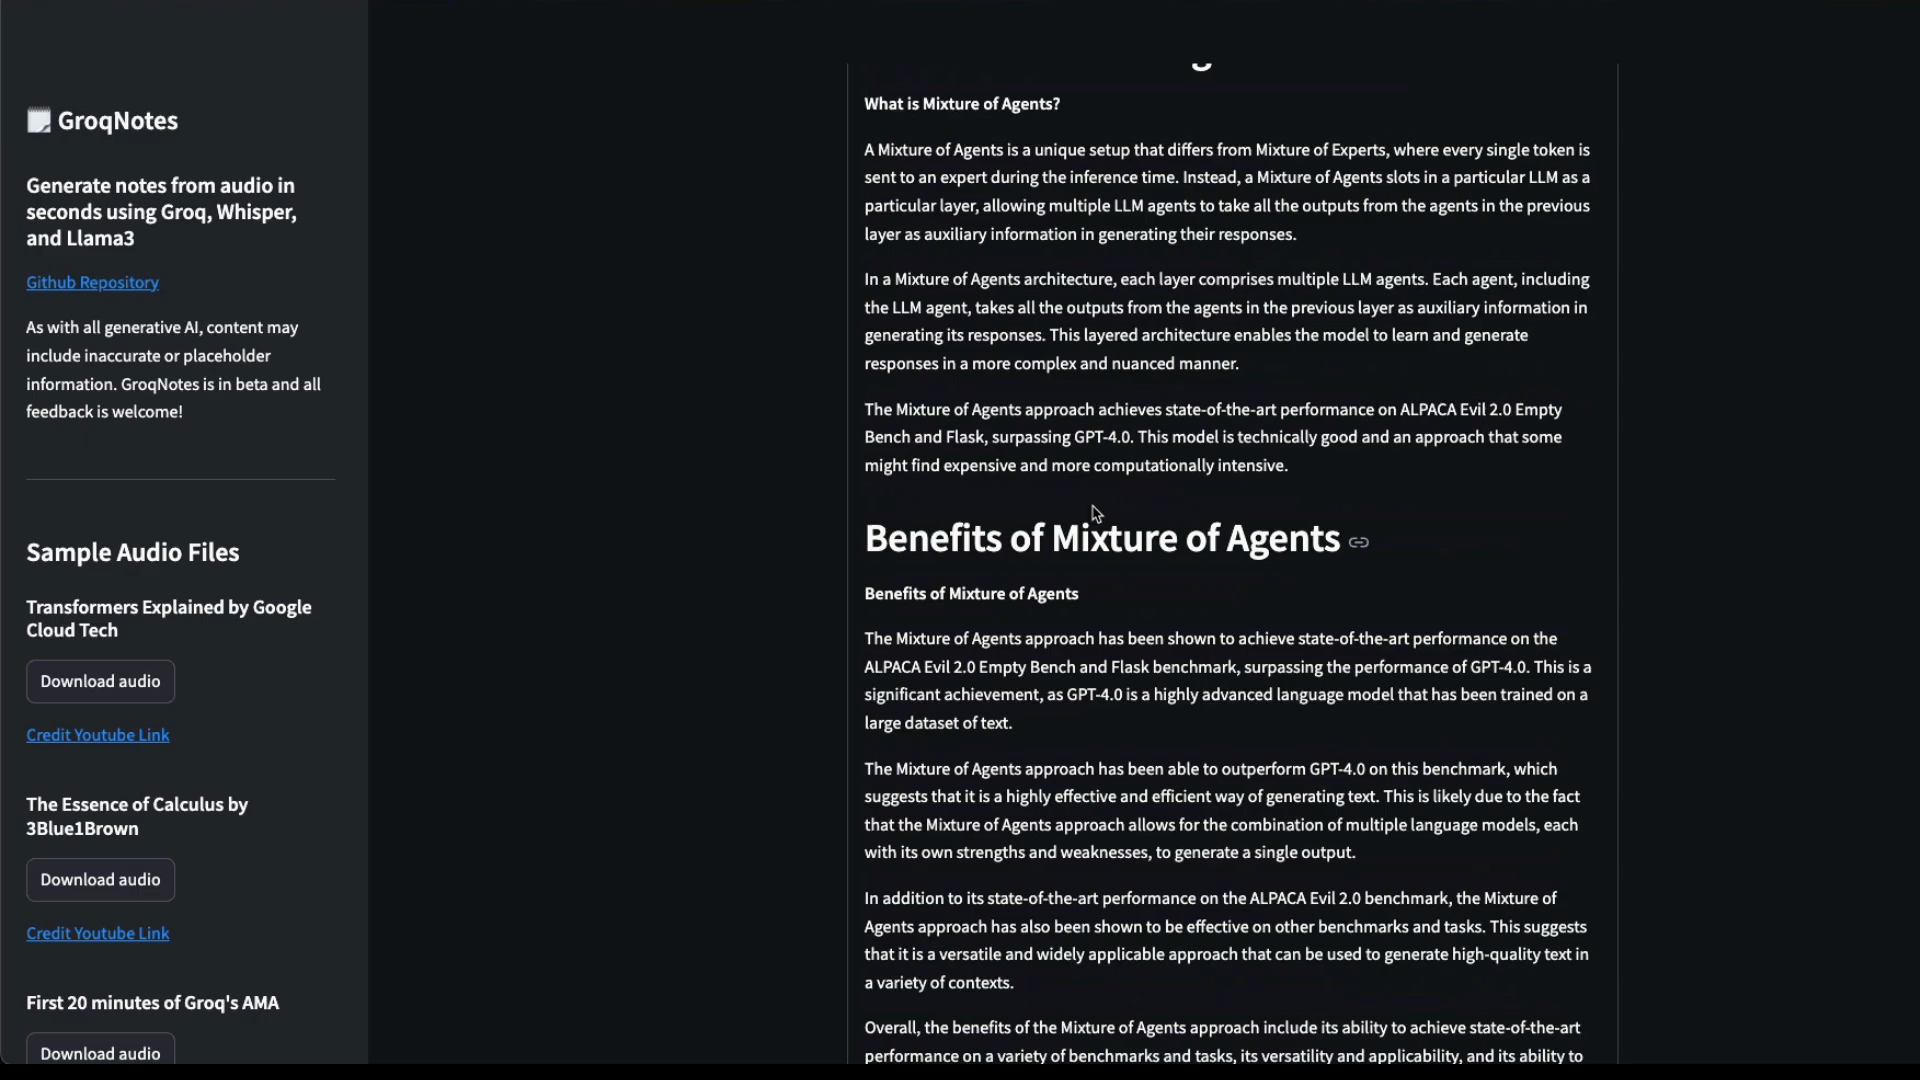 GroqNotes
Generate notes from audio in
seconds using Groq, Whisper,
and Llama3
Github Repository
As with all generative AI, content may
include inaccurate or placeholder
information. GroqNotes is in beta and all
feedback is welcome!
Sample Audio Files
Transformers Explained by Google
Cloud Tech
Download audio
Credit Youtube Link
The Essence of Calculus by
3Blue1Brown
Download audio
Credit Youtube Link
First 20 minutes of Groq's AMA
Download audio
What is Mixture of Agents?
A Mixture of Agents is a unique setup that differs from Mixture of Experts, where every single token is
sent to an expert during the inference time. Instead, a Mixture of Agents slots in a particular LLM as a
particular layer, allowing multiple LLM agents to take all the outputs from the agents in the previous
layer as auxiliary information in generating their responses.
In a Mixture of Agents architecture, each layer comprises multiple LLM agents. Each agent, including
the LLM agent, takes all the outputs from the agents in the previous layer as auxiliary information in
generating its responses. This layered architecture enables the model to learn and generate
responses in a more complex and nuanced manner.
The Mixture of Agents approach achieves state-of-the-art performance on ALPACA Evil 2.0 Empty
Bench and Flask, surpassing GPT-4.0. This model is technically good and an approach that some
might find expensive and more computationally intensive.
Benefits of Mixture of Agents
Benefits of Mixture of Agents
The Mixture of Agents approach has been shown to achieve state-of-the-art performance on the
ALPACA Evil 2.0 Empty Bench and Flask benchmark, surpassing the performance of GPT-4.0. This is a
significant achievement, as GPT-4.0 is a highly advanced language model that has been trained on a
large dataset of text.
The Mixture of Agents approach has been able to outperform GPT-4.0 on this benchmark, which
suggests that it is a highly effective and efficient way of generating text. This is likely due to the fact
that the Mixture of Agents approach allows for the combination of multiple language models, each
with its own strengths and weaknesses, to generate a single output.
In addition to its state-of-the-art performance on the ALPACA Evil 2.0 benchmark, the Mixture of
Agents approach has also been shown to be effective on other benchmarks and tasks. This suggests
that it is a versatile and widely applicable approach that can be used to generate high-quality text in
a variety of contexts.
Overall, the benefits of the Mixture of Agents approach include its ability to achieve state-of-the-art
performance on a variety of benchmarks and tasks, its versatility and applicability, and its ability to